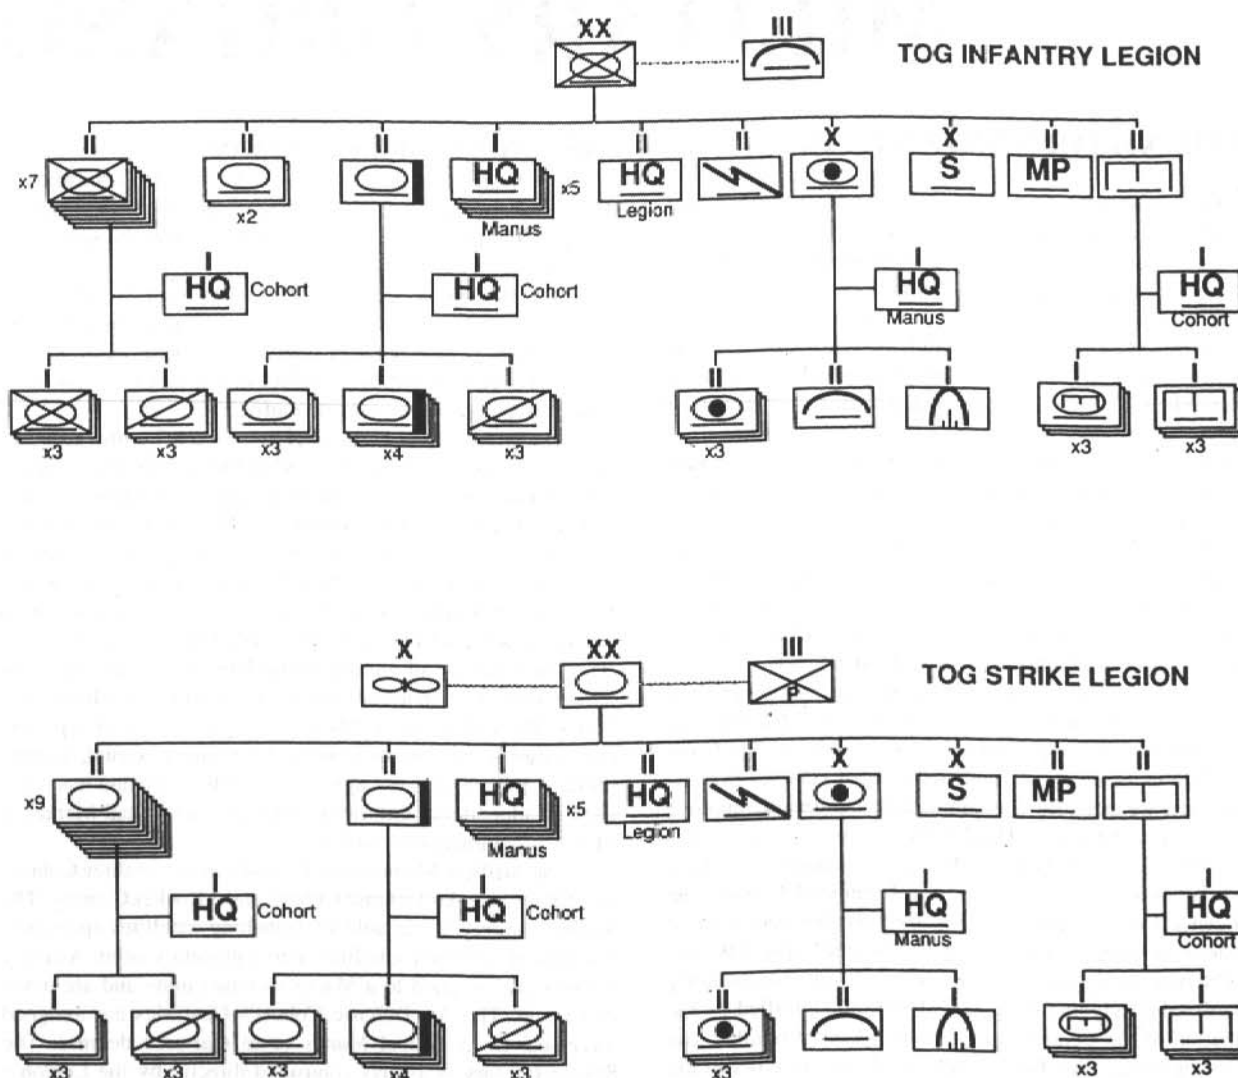 XX III
TOG INFANTRY LEGION
II II II I II II X X II II
x7 HQ x5 HQ S MP
x2 Manus Legion
I I I I
HQ Cohort HQ Cohort HQ HQ
Manus Cohort
I I I I I II II I I I
x3 x3 x3 x4 x3 x3 x3 x3
X XX III
TOG STRIKE LEGION
P
II II I II II X X II II
x9 HQ x5 HQ S MP
Manus Legion
I I I I
HQ Cohort HQ Cohort HQ HQ
Manus Cohort
I I I I I II II I I I
x3 x3 x3 x4 x3 x3 x3 x3